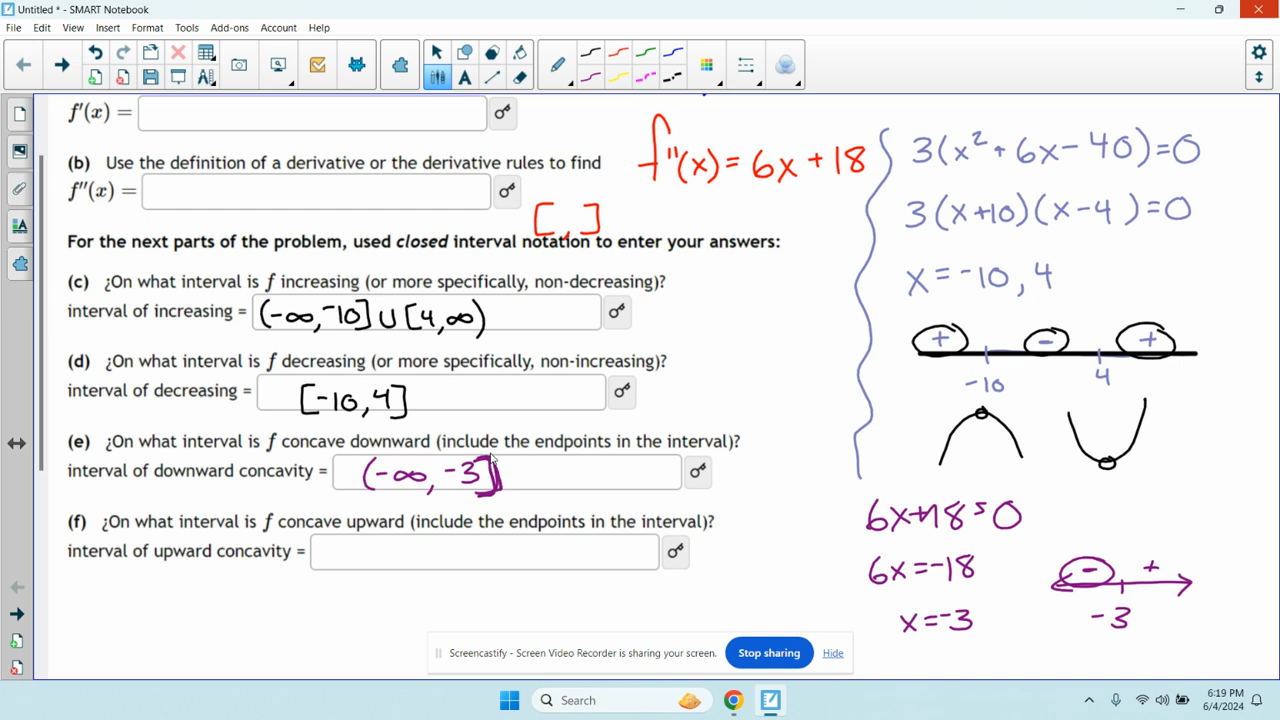 Untitled * - SMART Notebook
File Edit View Insert Format Tools Add-ons Account Help
f′(x) =
(b) Use the definition of a derivative or the derivative rules to find
f″(x) =
f"(x) = 6x + 18
[ , ]
For the next parts of the problem, used closed interval notation to enter your answers:
(c) ¿On what interval is f increasing (or more specifically, non-decreasing)?
interval of increasing = (-∞, -10] ∪ [4, ∞)
(d) ¿On what interval is f decreasing (or more specifically, non-increasing)?
interval of decreasing = [-10, 4]
(e) ¿On what interval is f concave downward (include the endpoints in the interval)?
interval of downward concavity = (-∞, -3]
(f) ¿On what interval is f concave upward (include the endpoints in the interval)?
interval of upward concavity =
3(x² + 6x - 40) = 0
3(x+10)(x-4) = 0
x = -10, 4
+ - +
-10 4
6x+18=0
6x = -18
x = -3
- +
-3
Screencastify - Screen Video Recorder is sharing your screen. Stop sharing Hide
Search
6:19 PM
6/4/2024